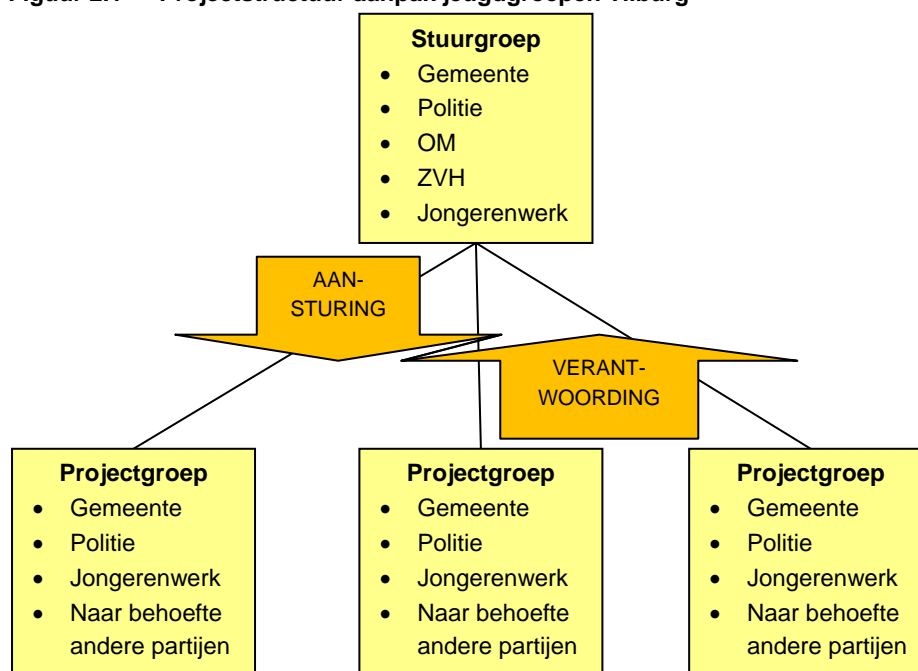 Stuurgroep
• Gemeente
• Politie
• OM
• ZVH
• Jongerenwerk
AAN-
STURING
VERANT-
WOORDING
Projectgroep
• Gemeente
• Politie
• Jongerenwerk
• Naar behoefte
andere partijen
Projectgroep
• Gemeente
• Politie
• Jongerenwerk
• Naar behoefte
andere partijen
Projectgroep
• Gemeente
• Politie
• Jongerenwerk
• Naar behoefte
andere partijen